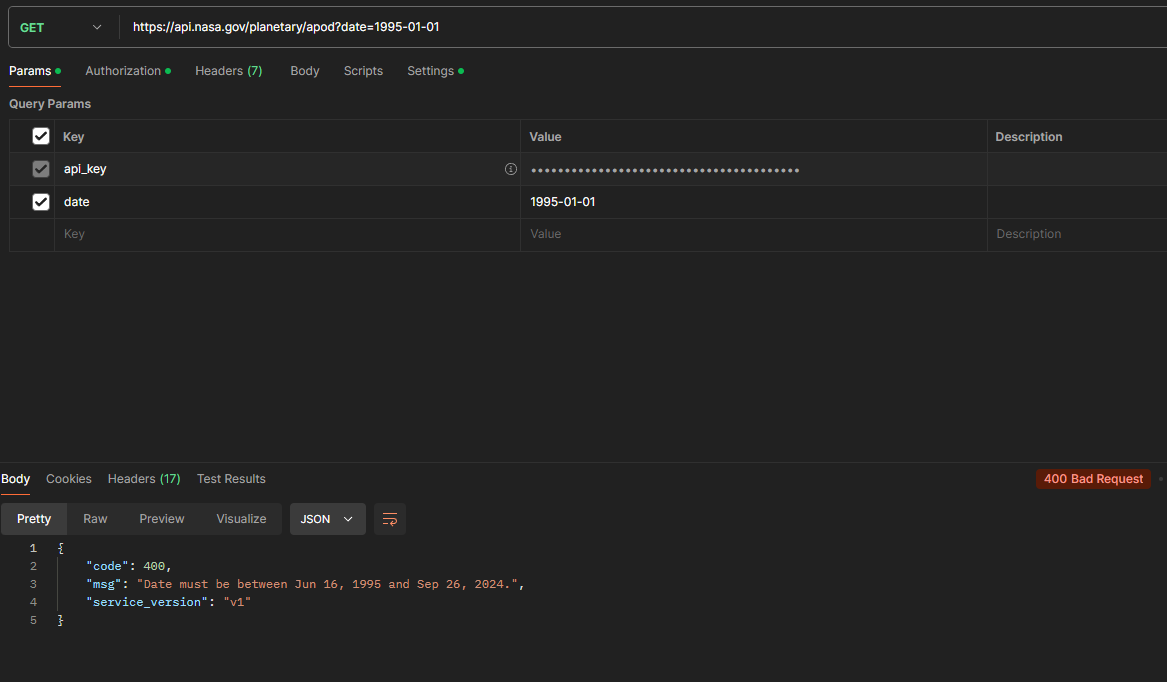 GET https://api.nasa.gov/planetary/apod?date=1995-01-01
Params Authorization Headers (7) Body Scripts Settings
Query Params
Key Value Description
api_key ••••••••••••••••••••••••••••••••••••••••
date 1995-01-01
Key Value Description
Body Cookies Headers (17) Test Results 400 Bad Request
Pretty Raw Preview Visualize JSON
1 {
2 "code": 400,
3 "msg": "Date must be between Jun 16, 1995 and Sep 26, 2024.",
4 "service_version": "v1"
5 }